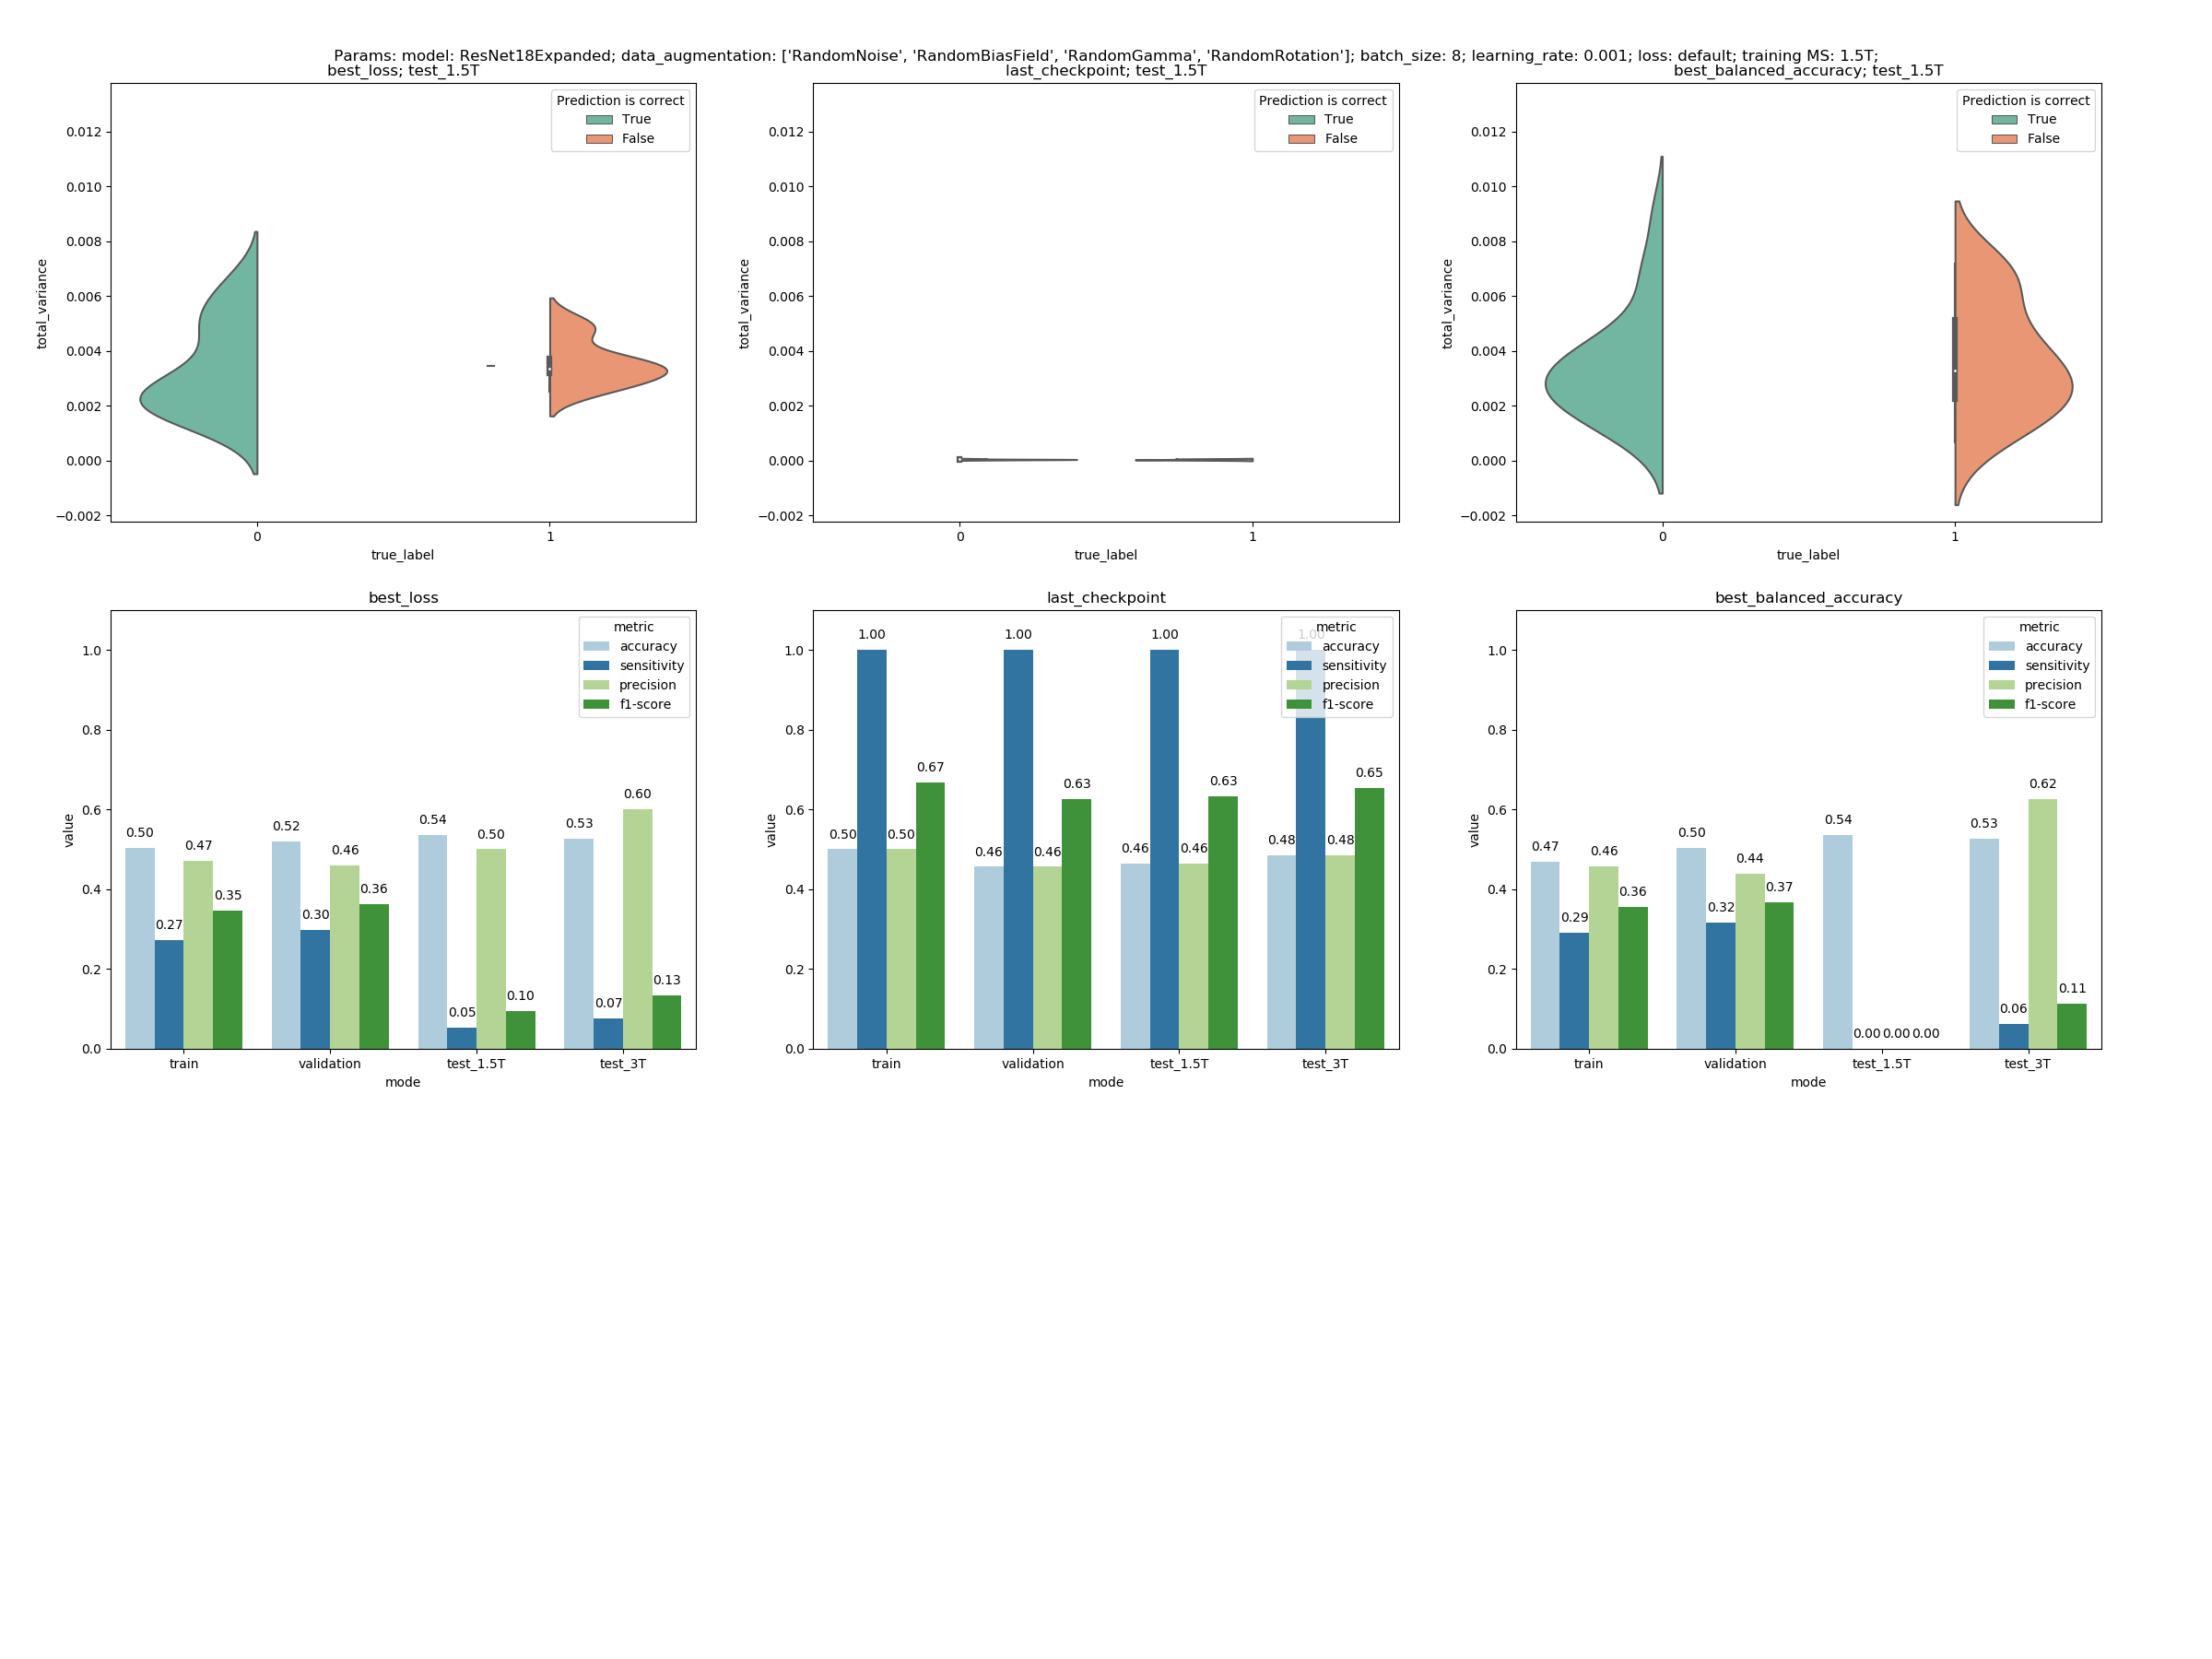 Params: model: ResNet18Expanded; data_augmentation: ['RandomNoise', 'RandomBiasField', 'RandomGamma', 'RandomRotation']; batch_size: 8; learning_rate: 0.001; loss: default; training MS: 1.5T;
best_loss; test_1.5T
Prediction is correct
True
False
0.012
0.010
0.008
0.006
0.004
0.002
0.000
−0.002
total_variance
0
1
true_label
last_checkpoint; test_1.5T
Prediction is correct
True
False
0.012
0.010
0.008
0.006
0.004
0.002
0.000
−0.002
total_variance
0
1
true_label
best_balanced_accuracy; test_1.5T
Prediction is correct
True
False
0.012
0.010
0.008
0.006
0.004
0.002
0.000
−0.002
total_variance
0
1
true_label
best_loss
metric
accuracy
sensitivity
precision
f1-score
1.0
0.8
0.6
0.4
0.2
0.0
value
0.50
0.27
0.47
0.35
0.52
0.30
0.46
0.36
0.54
0.05
0.50
0.10
0.53
0.07
0.60
0.13
train
validation
test_1.5T
test_3T
mode
last_checkpoint
metric
accuracy
sensitivity
precision
f1-score
1.0
0.8
0.6
0.4
0.2
0.0
value
0.50
1.00
0.50
0.67
0.46
1.00
0.46
0.63
0.46
1.00
0.46
0.63
0.48
1.00
0.48
0.65
train
validation
test_1.5T
test_3T
mode
best_balanced_accuracy
metric
accuracy
sensitivity
precision
f1-score
1.0
0.8
0.6
0.4
0.2
0.0
value
0.47
0.29
0.46
0.36
0.50
0.32
0.44
0.37
0.54
0.00
0.00
0.00
0.53
0.06
0.62
0.11
train
validation
test_1.5T
test_3T
mode